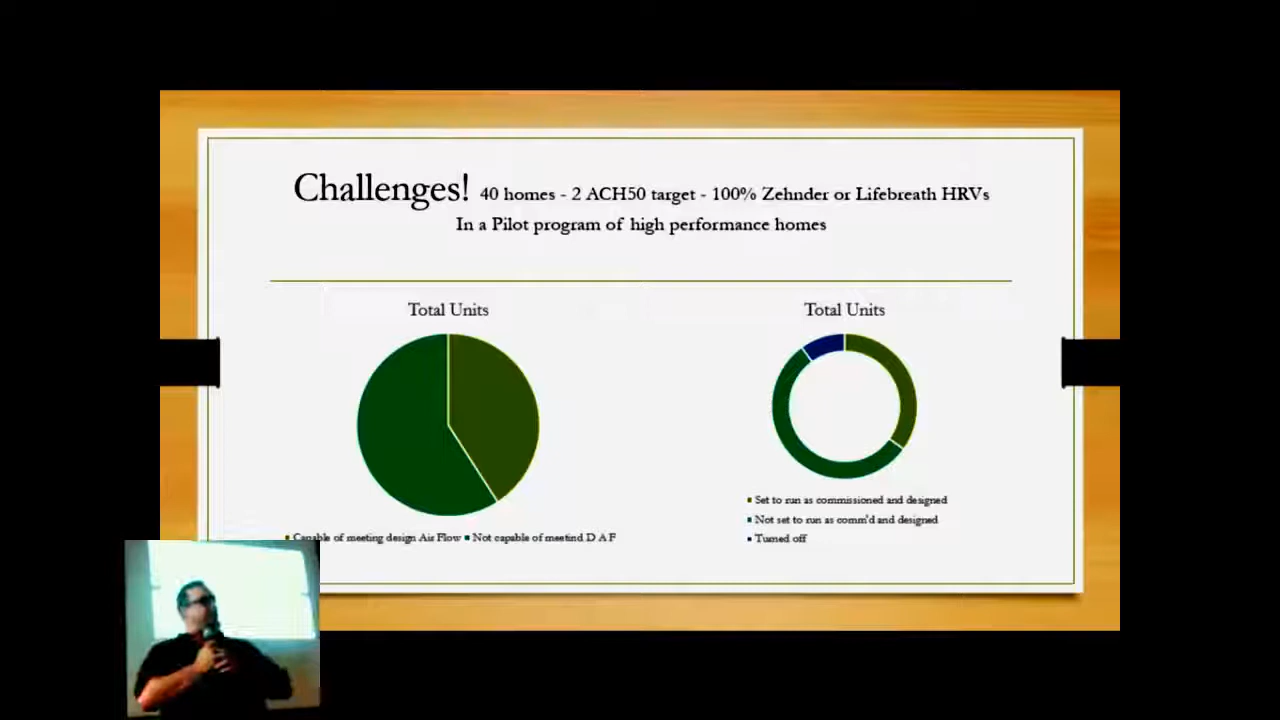 Challenges! 40 homes - 2 ACH50 target - 100% Zehnder or Lifebreath HRVs
In a Pilot program of high performance homes
Total Units
Capable of meeting design Air Flow Not capable of meetind D A F
Total Units
Set to run as commissioned and designed
Not set to run as comm'd and designed
Turned off